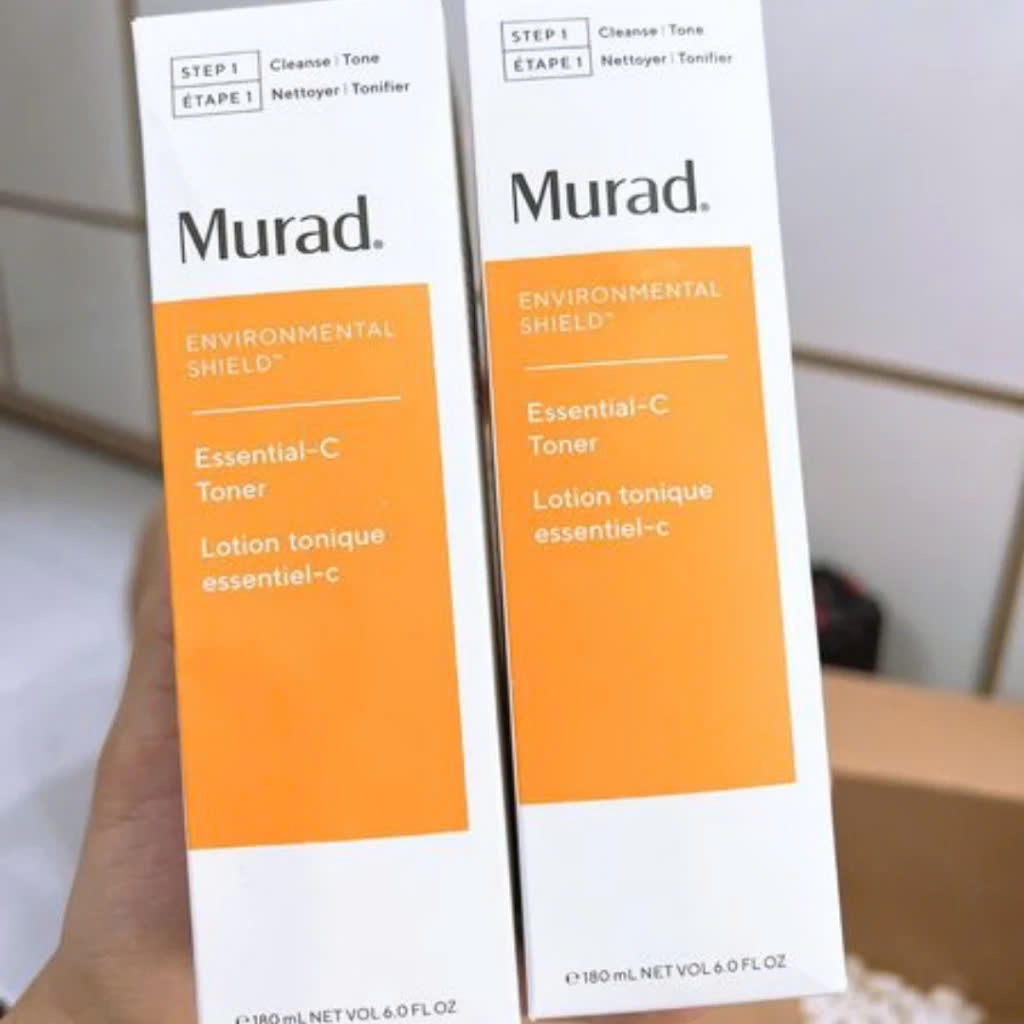 STEP 1 Cleanse | Tone
ÉTAPE 1 Nettoyer | Tonifier
Murad®
ENVIRONMENTAL
SHIELD™
Essential-C
Toner
Lotion tonique
essentiel-c
℮ 180 mL NET VOL 6.0 FL OZ
STEP 1 Cleanse | Tone
ÉTAPE 1 Nettoyer | Tonifier
Murad®
ENVIRONMENTAL
SHIELD™
Essential-C
Toner
Lotion tonique
essentiel-c
℮ 180 mL NET VOL 6.0 FL OZ